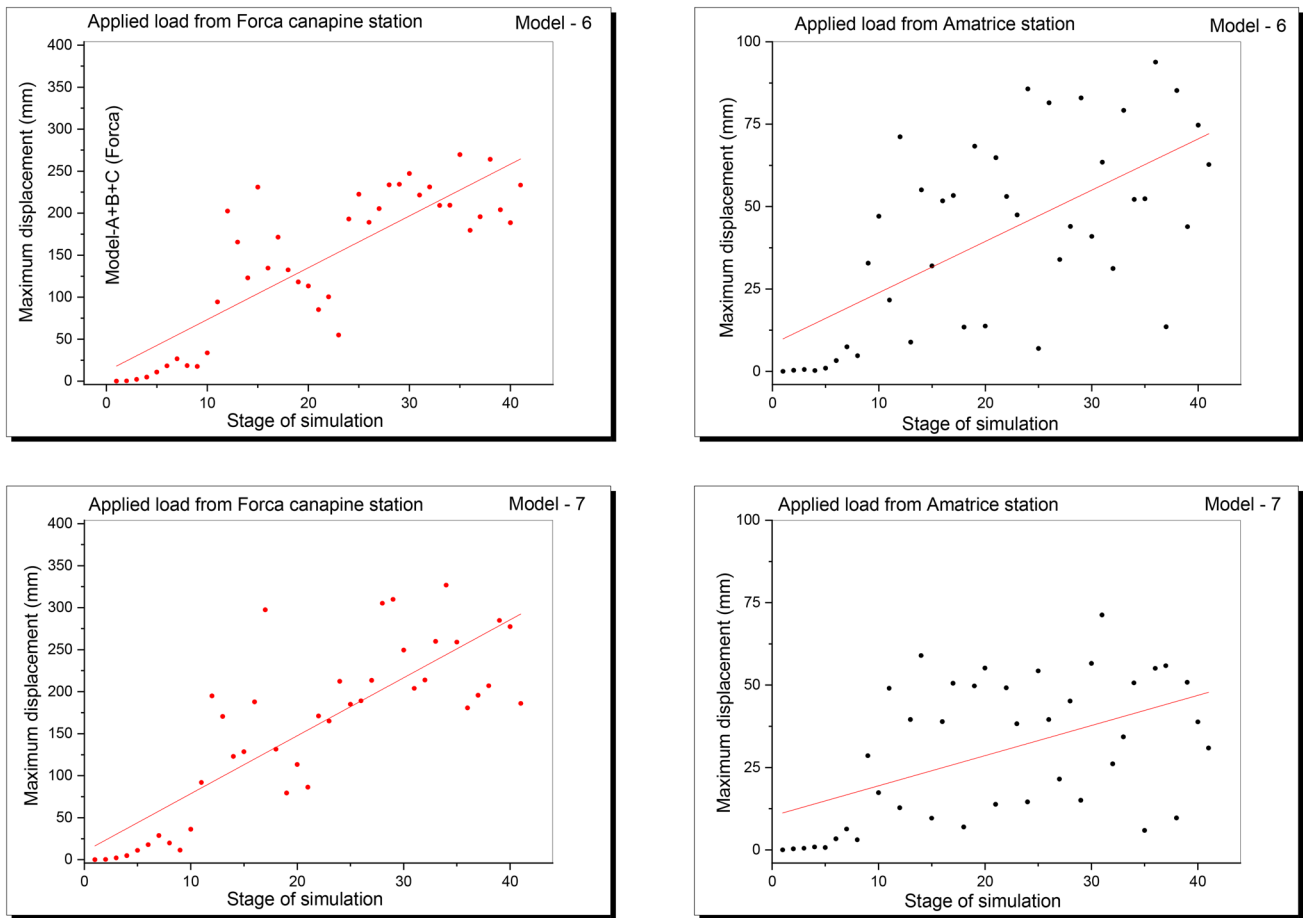 Applied load from Forca canapine station
Model - 6
400
350
300
250
200
150
100
50
0
Maximum displacement (mm)
Model-A+B+C (Forca)
0
10
20
30
40
Stage of simulation
Applied load from Amatrice station
Model - 6
100
75
50
25
0
Maximum displacement (mm)
0
10
20
30
40
Stage of simulation
Applied load from Forca canapine station
Model - 7
400
350
300
250
200
150
100
50
0
Maximum displacement (mm)
0
10
20
30
40
Stage of simulation
Applied load from Amatrice station
Model - 7
100
75
50
25
0
Maximum displacement (mm)
0
10
20
30
40
Stage of simulation